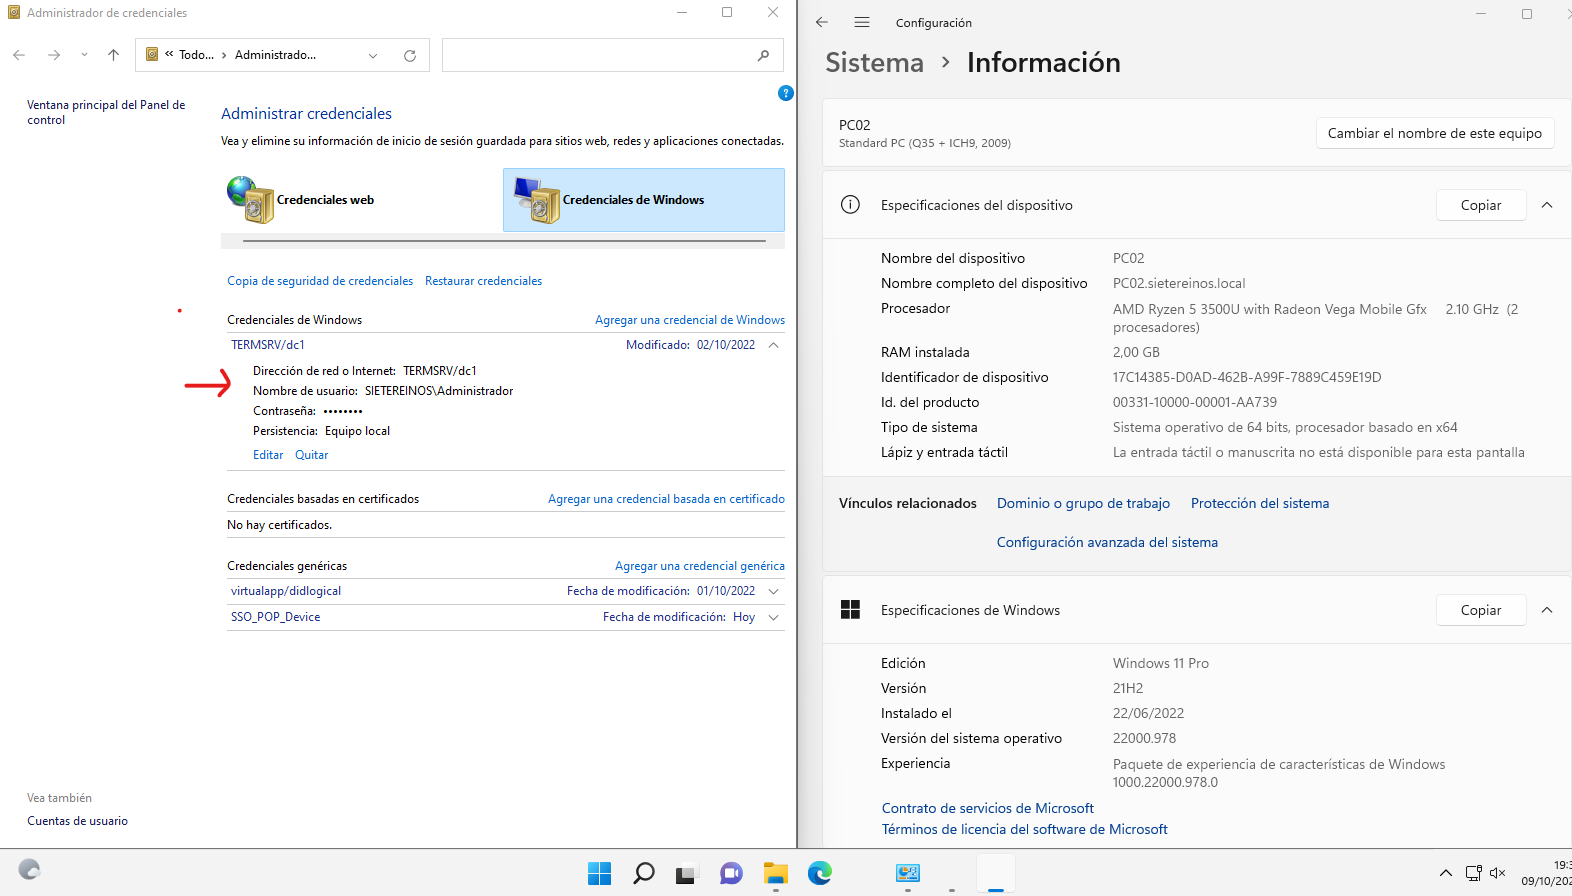 Administrador de credenciales
« Todo... › Administrado...
Ventana principal del Panel de
control
Administrar credenciales
Vea y elimine su información de inicio de sesión guardada para sitios web, redes y aplicaciones conectadas.
Credenciales web
Credenciales de Windows
Copia de seguridad de credenciales Restaurar credenciales
Credenciales de Windows Agregar una credencial de Windows
TERMSRV/dc1 Modificado: 02/10/2022
Dirección de red o Internet: TERMSRV/dc1
Nombre de usuario: SIETEREINOS\Administrador
Contraseña: ••••••••
Persistencia: Equipo local
Editar Quitar
Credenciales basadas en certificados Agregar una credencial basada en certificado
No hay certificados.
Credenciales genéricas Agregar una credencial genérica
virtualapp/didlogical Fecha de modificación: 01/10/2022
SSO_POP_Device Fecha de modificación: Hoy
Vea también
Cuentas de usuario
Configuración
Sistema › Información
PC02
Standard PC (Q35 + ICH9, 2009)
Cambiar el nombre de este equipo
Especificaciones del dispositivo Copiar
Nombre del dispositivo PC02
Nombre completo del dispositivo PC02.sietereinos.local
Procesador AMD Ryzen 5 3500U with Radeon Vega Mobile Gfx 2.10 GHz (2
procesadores)
RAM instalada 2,00 GB
Identificador de dispositivo 17C14385-D0AD-462B-A99F-7889C459E19D
Id. del producto 00331-10000-00001-AA739
Tipo de sistema Sistema operativo de 64 bits, procesador basado en x64
Lápiz y entrada táctil La entrada táctil o manuscrita no está disponible para esta pantalla
Vínculos relacionados Dominio o grupo de trabajo Protección del sistema
Configuración avanzada del sistema
Especificaciones de Windows Copiar
Edición Windows 11 Pro
Versión 21H2
Instalado el 22/06/2022
Versión del sistema operativo 22000.978
Experiencia Paquete de experiencia de características de Windows
1000.22000.978.0
Contrato de servicios de Microsoft
Términos de licencia del software de Microsoft
19:3
09/10/202